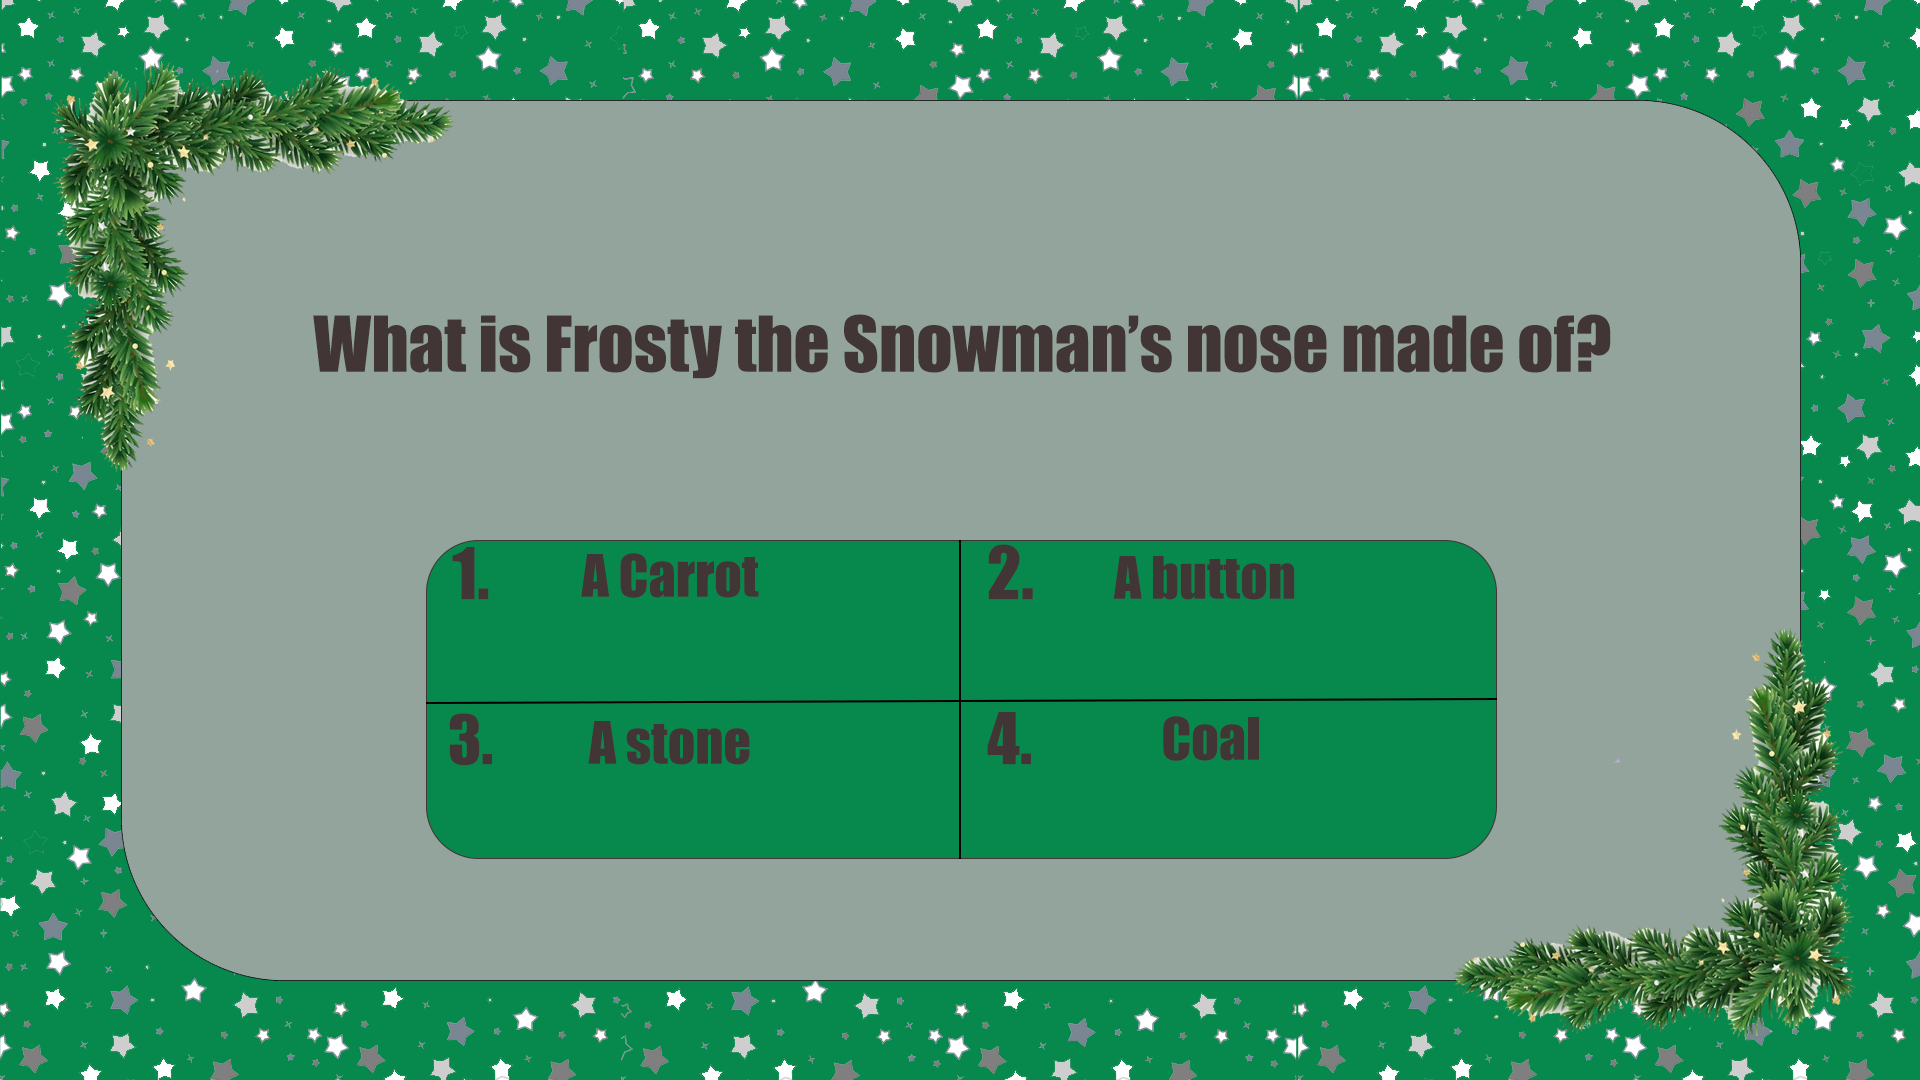 What is Frosty the Snowman’s nose made of?
1. A Carrot
2. A button
3. A stone
4. Coal